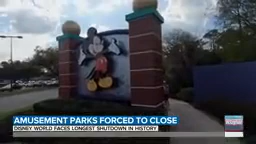 AMUSEMENT PARKS FORCED TO CLOSE
DISNEY WORLD FACES LONGEST SHUTDOWN IN HISTORY